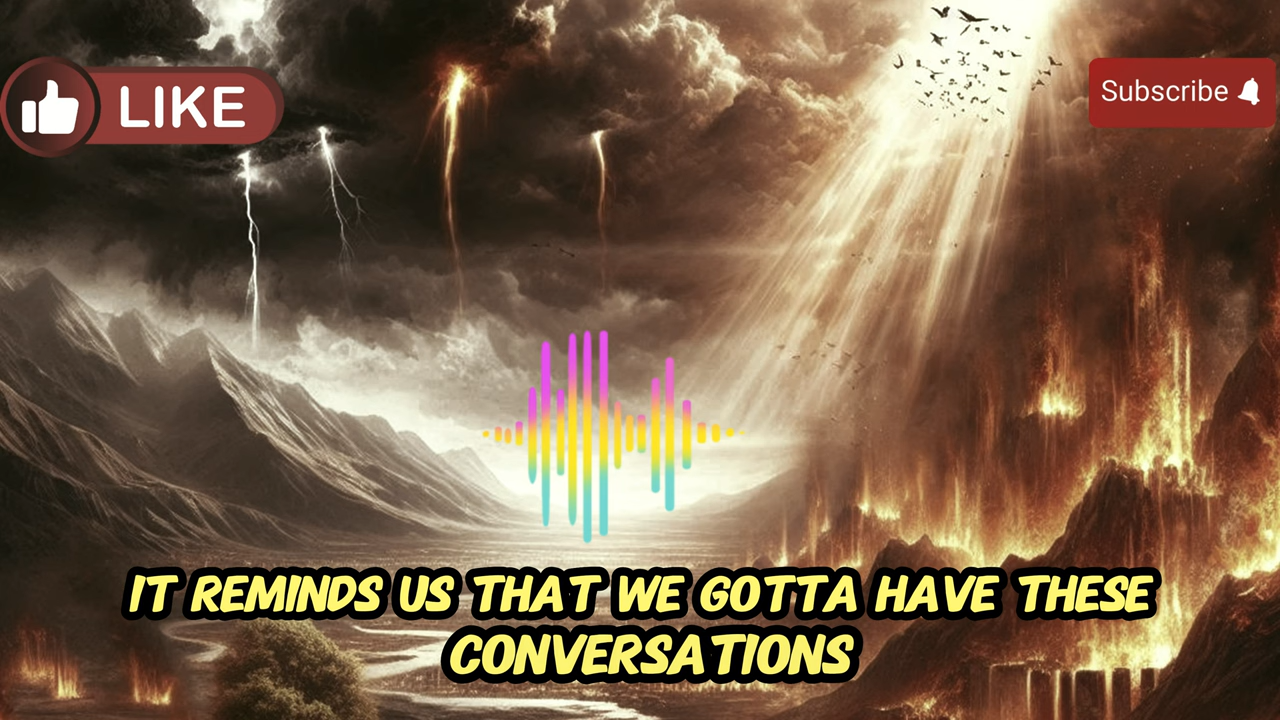 LIKE
Subscribe
IT REMINDS US THAT WE GOTTA HAVE THESE
CONVERSATIONS